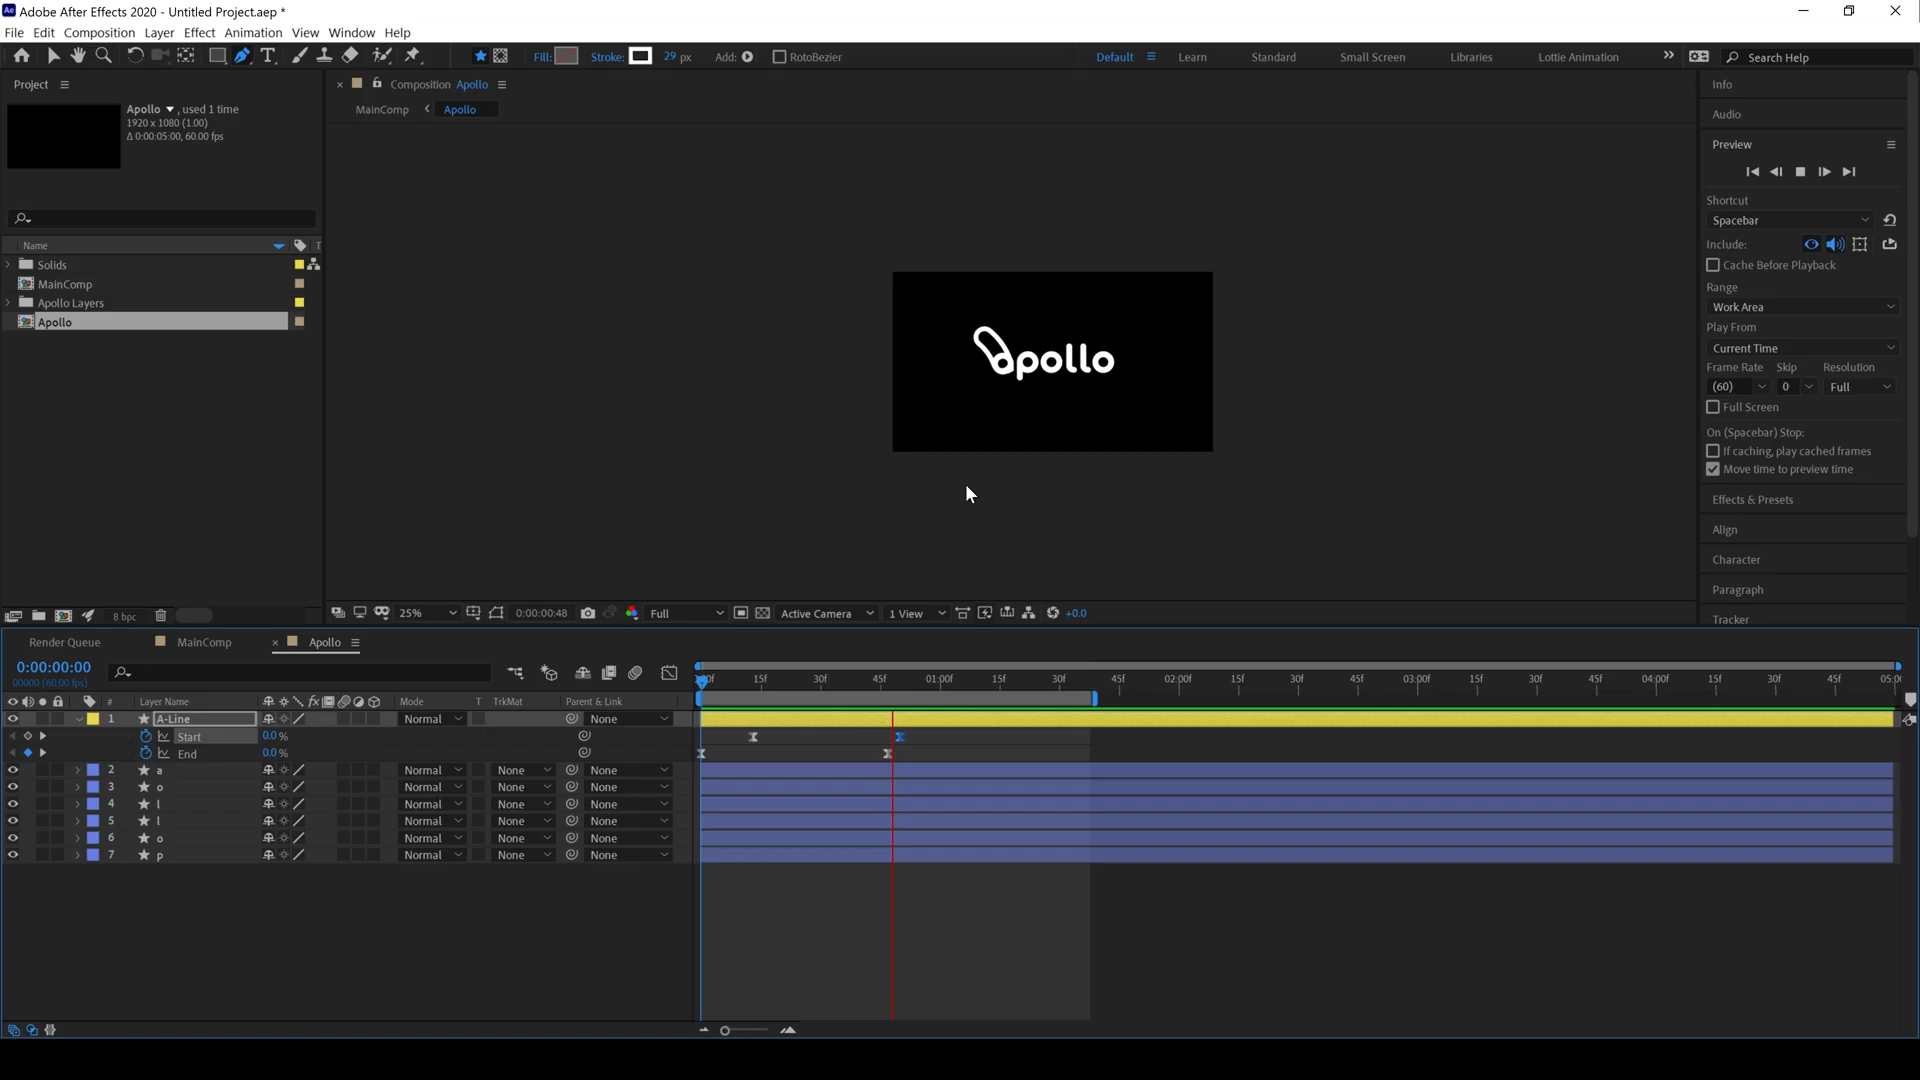 Ae Adobe After Effects 2020 - Untitled Project.aep *
File Edit Composition Layer Effect Animation View Window Help
Fill: Stroke: 29 px Add: RotoBezier Default Learn Standard Small Screen Libraries Lottie Animation Search Help
Project
Apollo , used 1 time
1920 x 1080 (1.00)
Δ 0:00:05:00, 60.00 fps
Name T
Solids
MainComp
Apollo Layers
Apollo
8 bpc
Composition Apollo
MainComp Apollo
apollo
25% 0:00:00:48 Full Active Camera 1 View +0.0
Info
Audio
Preview
Shortcut
Spacebar
Include:
Cache Before Playback
Range
Work Area
Play From
Current Time
Frame Rate Skip Resolution
(60) 0 Full
Full Screen
On (Spacebar) Stop:
If caching, play cached frames
Move time to preview time
Effects & Presets
Align
Character
Paragraph
Tracker
Render Queue MainComp Apollo
0:00:00:00
00000 (60.00 fps)
15f 30f 45f 01:00f 15f 30f 45f 02:00f 15f 30f 45f 03:00f 15f 30f 45f 04:00f 15f 30f 45f 05:00
# Layer Name fx Mode T TrkMat Parent & Link
1 A-Line Normal None
Start 0.0 %
End 0.0 %
2 a Normal None None
3 o Normal None None
4 l Normal None None
5 l Normal None None
6 o Normal None None
7 p Normal None None